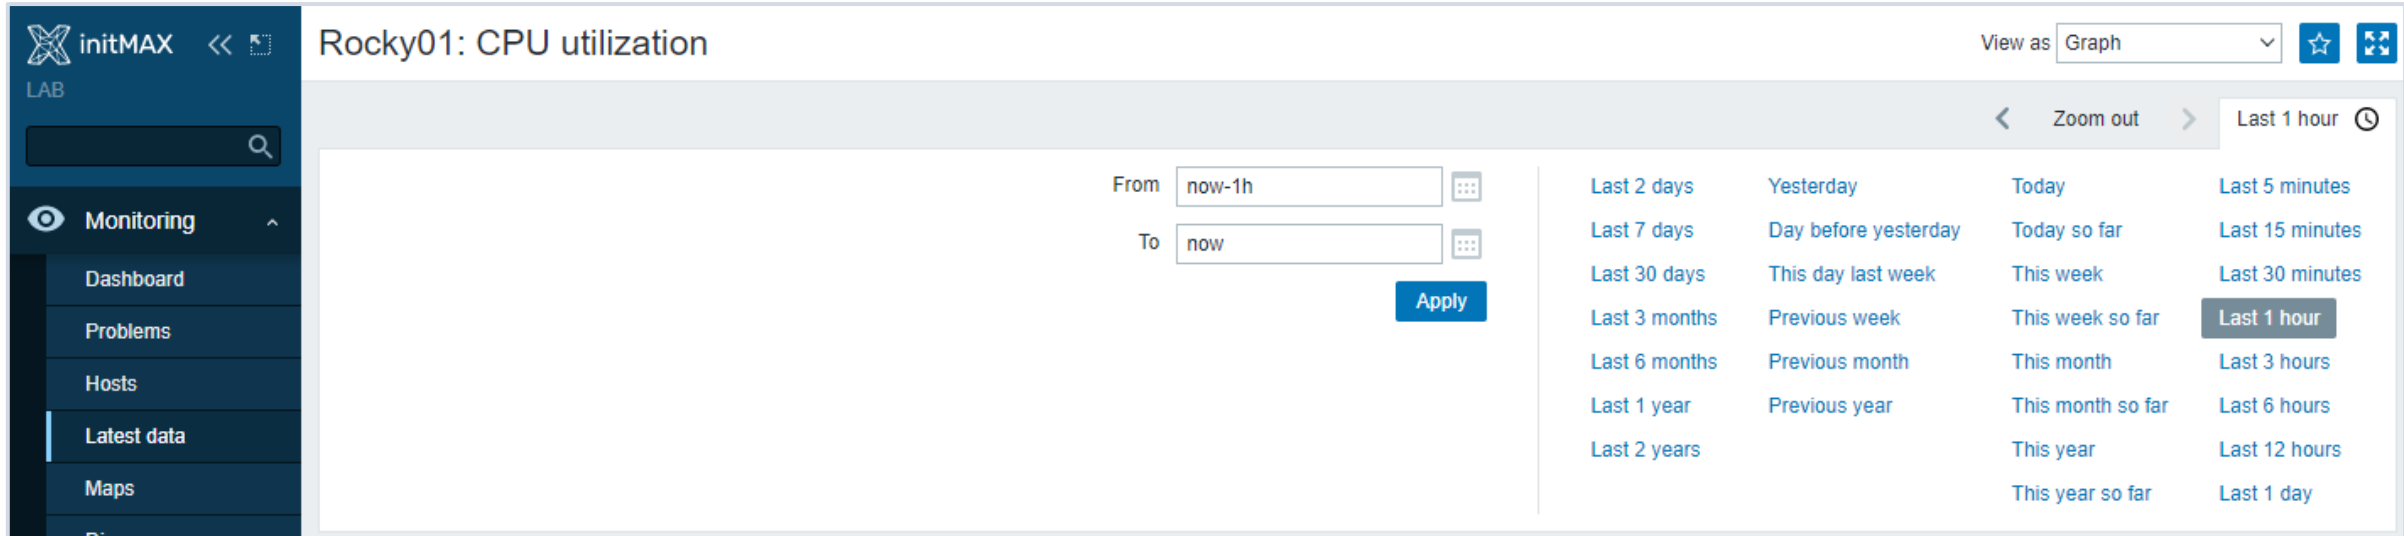 initMAX
LAB
Monitoring
Dashboard
Problems
Hosts
Latest data
Maps
Rocky01: CPU utilization
View as Graph
Zoom out
Last 1 hour
From now-1h
To now
Apply
Last 2 days Yesterday Today Last 5 minutes
Last 7 days Day before yesterday Today so far Last 15 minutes
Last 30 days This day last week This week Last 30 minutes
Last 3 months Previous week This week so far Last 1 hour
Last 6 months Previous month This month Last 3 hours
Last 1 year Previous year This month so far Last 6 hours
Last 2 years This year Last 12 hours
This year so far Last 1 day